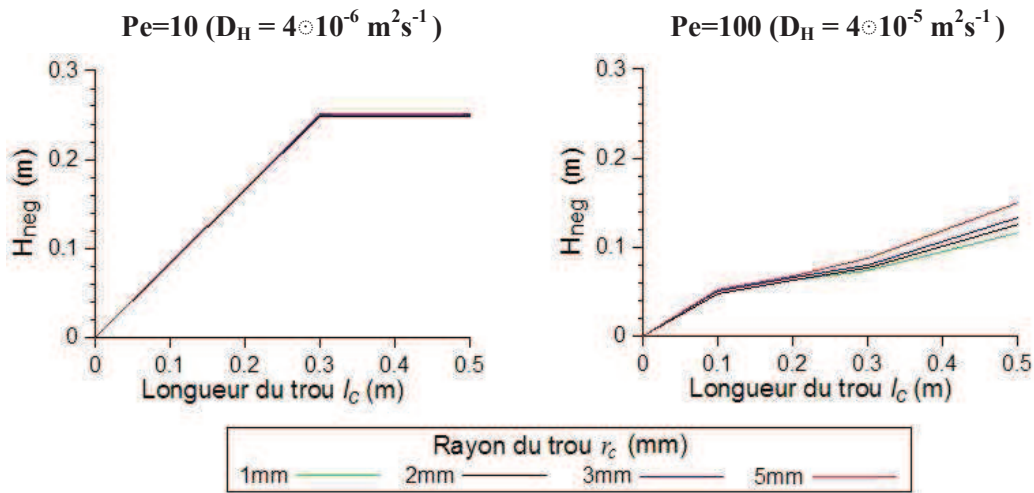 Pe=10 (D_H = 4⊙10⁻⁶ m²s⁻¹ )
Pe=100 (D_H = 4⊙10⁻⁵ m²s⁻¹ )
0.3
0.2
0.1
0
H_neg (m)
0 0.1 0.2 0.3 0.4 0.5
Longueur du trou l_c (m)
0.3
0.2
0.1
0
H_neg (m)
0 0.1 0.2 0.3 0.4 0.5
Longueur du trou l_c (m)
Rayon du trou r_c (mm)
1mm 2mm 3mm 5mm